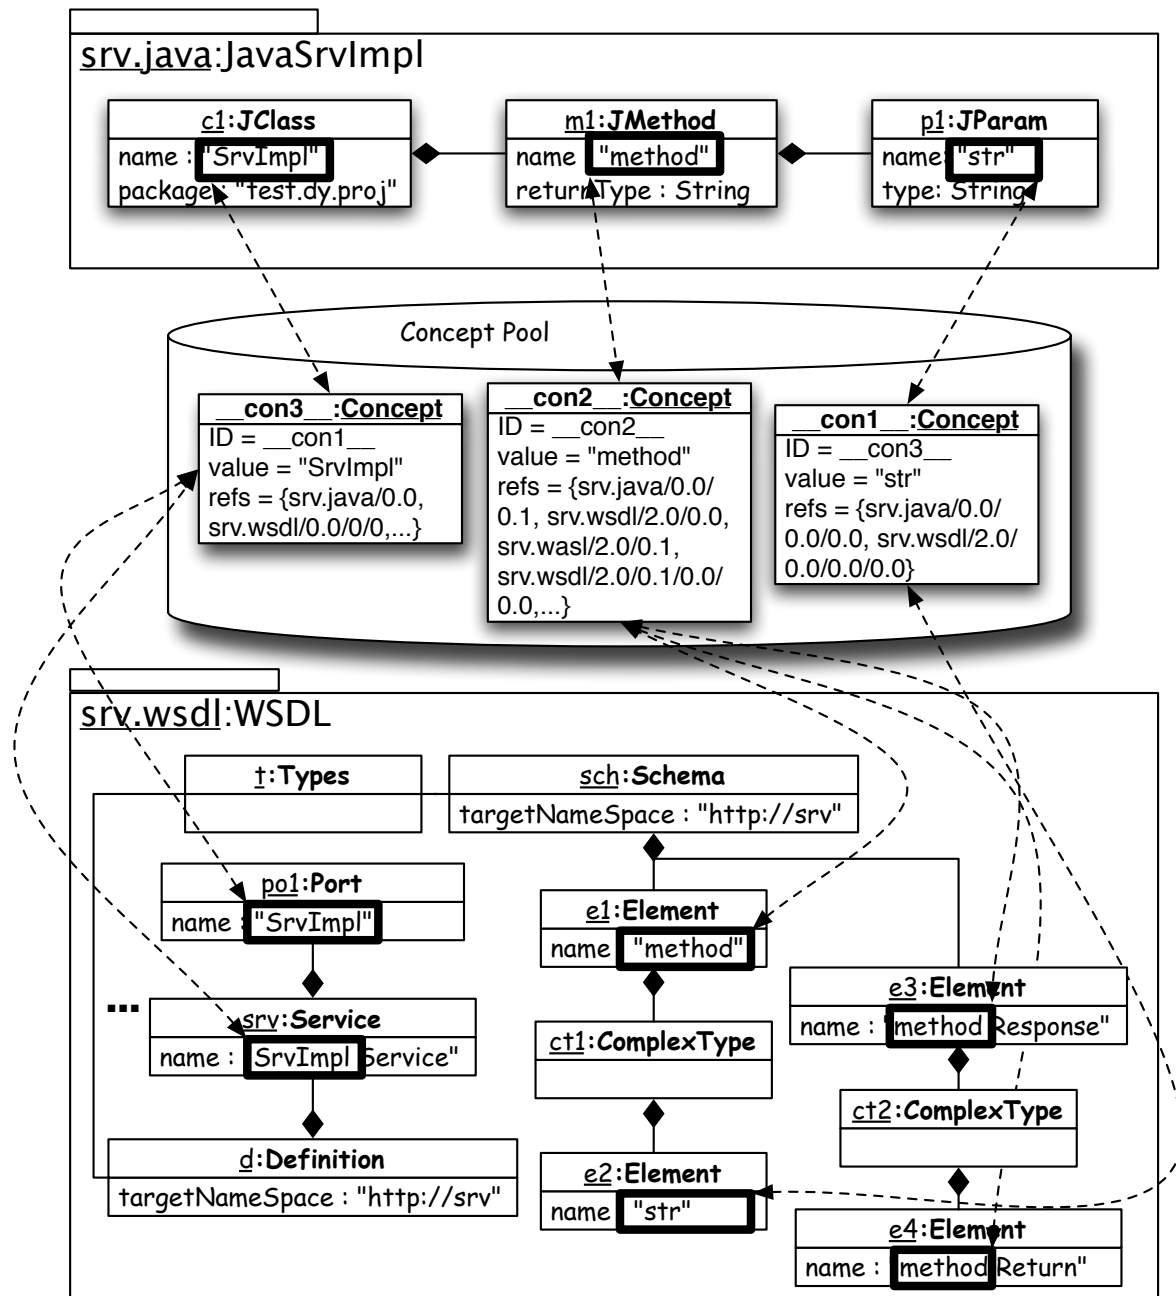 srv.java:JavaSrvImpl
c1:JClass
name : "SrvImpl"
package : "test.dy.proj"
m1:JMethod
name "method"
returnType : String
p1:JParam
name: "str"
type: String
Concept Pool
__con3__:Concept
ID = __con1__
value = "SrvImpl"
refs = {srv.java/0.0,
srv.wsdl/0.0/0/0,...}
__con2__:Concept
ID = __con2__
value = "method"
refs = {srv.java/0.0/
0.1, srv.wsdl/2.0/0.0,
srv.wasl/2.0/0.1,
srv.wsdl/2.0/0.1/0.0/
0.0,...}
__con1__:Concept
ID = __con3__
value = "str"
refs = {srv.java/0.0/
0.0/0.0, srv.wsdl/2.0/
0.0/0.0/0.0}
srv.wsdl:WSDL
t:Types
sch:Schema
targetNameSpace : "http://srv"
po1:Port
name : "SrvImpl"
e1:Element
name "method"
...
srv:Service
name : SrvImpl Service"
ct1:ComplexType
e3:Element
name : "method Response"
ct2:ComplexType
d:Definition
targetNameSpace : "http://srv"
e2:Element
name "str"
e4:Element
name : "method Return"